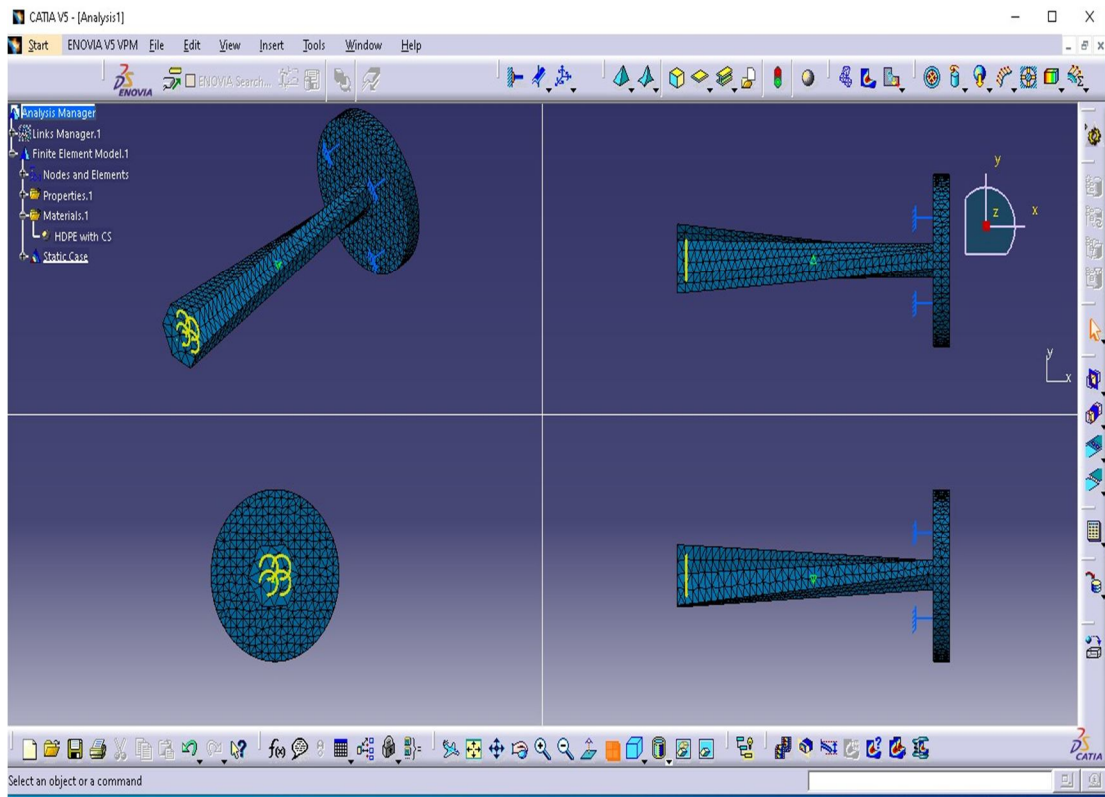 CATIA V5 - [Analysis1]
Start ENOVIA V5 VPM File Edit View Insert Tools Window Help
DS ENOVIA ENOVIA Search...
Analysis Manager
Links Manager.1
Finite Element Model.1
Nodes and Elements
Properties.1
Materials.1
HDPE with CS
Static Case
y
z x
y
x
f(x)
DS CATIA
Select an object or a command